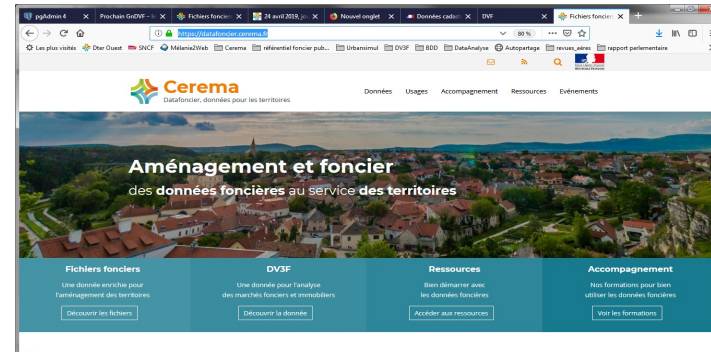 pgAdmin 4
Prochain GnDVF –
Fichiers foncier
24 avril 2019, jou
Nouvel onglet
Données cadast
DVF
Fichiers foncier
https://datafoncier.cerema.fr
80 %
Les plus visités Dter Ouest SNCF Mélanie2Web Cerema référentiel foncier pub... Urbansimul DV3F BDD DataAnalyse Autopartage revues_aéres rapport parlementaire
Cerema
Datafoncier, données pour les territoires
Données Usages Accompagnement Ressources Evénements
Aménagement et foncier
des données foncières au service des territoires
Fichiers fonciers
Une donnée enrichie pour
l'aménagement des territoires
Découvrir les fichiers
DV3F
Une donnée pour l'analyse
des marchés fonciers et immobiliers
Découvrir la donnée
Ressources
Bien démarrer avec
les données foncières
Accéder aux ressources
Accompagnement
Nos formations pour bien
utiliser les données foncières
Voir les formations